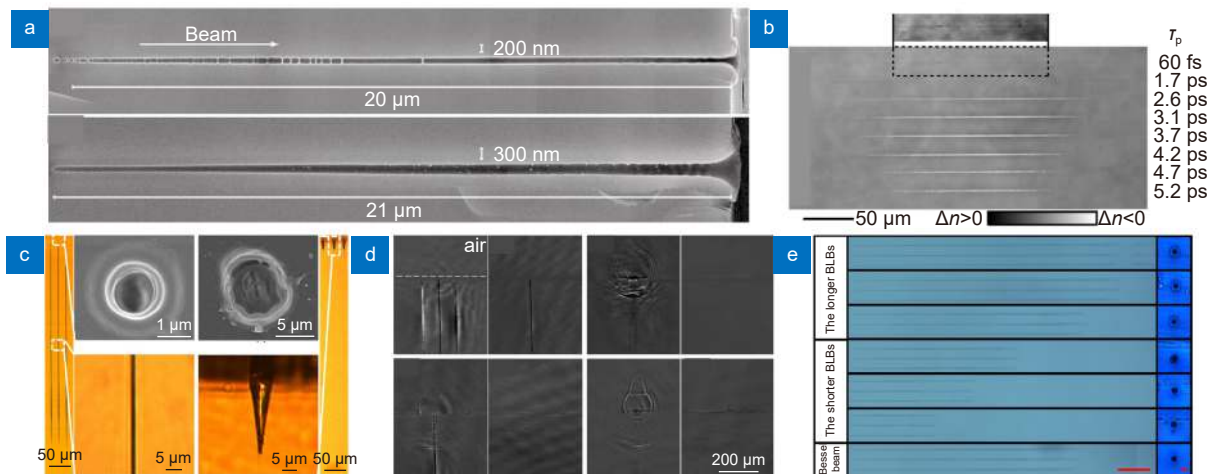 a
Beam
200 nm
20 μm
300 nm
21 μm
b
τp
60 fs
1.7 ps
2.6 ps
3.1 ps
3.7 ps
4.2 ps
4.7 ps
5.2 ps
50 μm
Δn>0
Δn<0
c
1 μm
5 μm
50 μm
5 μm
5 μm
50 μm
d
air
200 μm
e
The longer BLBs
The shorter BLBs
Besse
beam